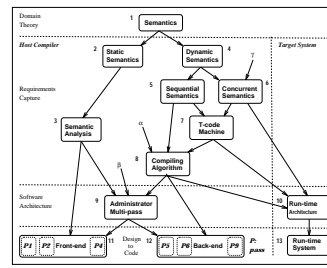 Domain
Theory
1
Semantics
Host Compiler
Target System
2
Static
Semantics
Dynamic
Semantics
4
γ
Requirements
Capture
5
Sequential
Semantics
Concurrent
Semantics
6
3
Semantic
Analysis
α
7
T-code
Machine
8
Compiling
Algorithm
β
Software
Architecture
9
Administrator
Multi-pass
10
Run-time
Architecture
P1
P2
Front-end
P4
11
Design
to
Code
12
P5
P6
Back-end
P9
P:
pass
13
Run-time
System